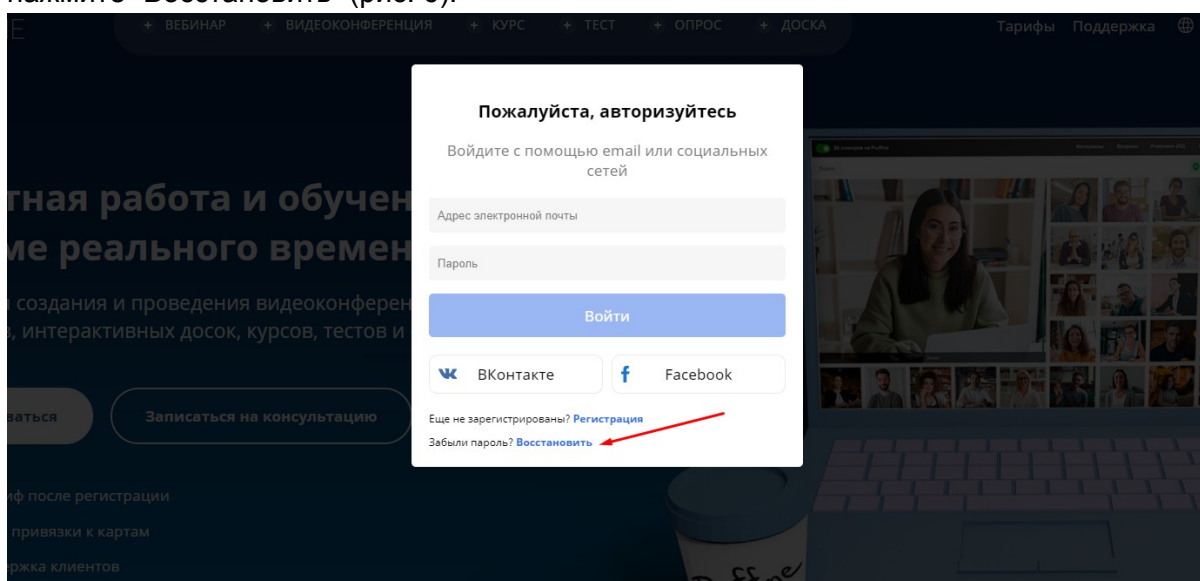 нажмите "Восстановить" (рис. 6).
+ ВЕБИНАР + ВИДЕОКОНФЕРЕНЦИЯ + КУРС + ТЕСТ + ОПРОС + ДОСКА
Тарифы Поддержка
Пожалуйста, авторизуйтесь
Войдите с помощью email или социальных
сетей
Адрес электронной почты
Пароль
Войти
ВКонтакте
Facebook
Еще не зарегистрированы? Регистрация
Забыли пароль? Восстановить
тная работа и обучен
ме реального времен
создания и проведения видеоконферен
, интерактивных досок, курсов, тестов и
ваться
Записаться на консультацию
иф после регистрации
привязки к картам
ержка клиентов